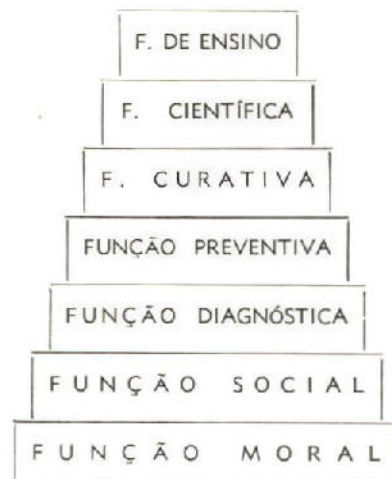 F. DE ENSINO
F. CIENTÍFICA
F. CURATIVA
FUNÇÃO PREVENTIVA
FUNÇÃO DIAGNÓSTICA
FUNÇÃO SOCIAL
FUNÇÃO MORAL